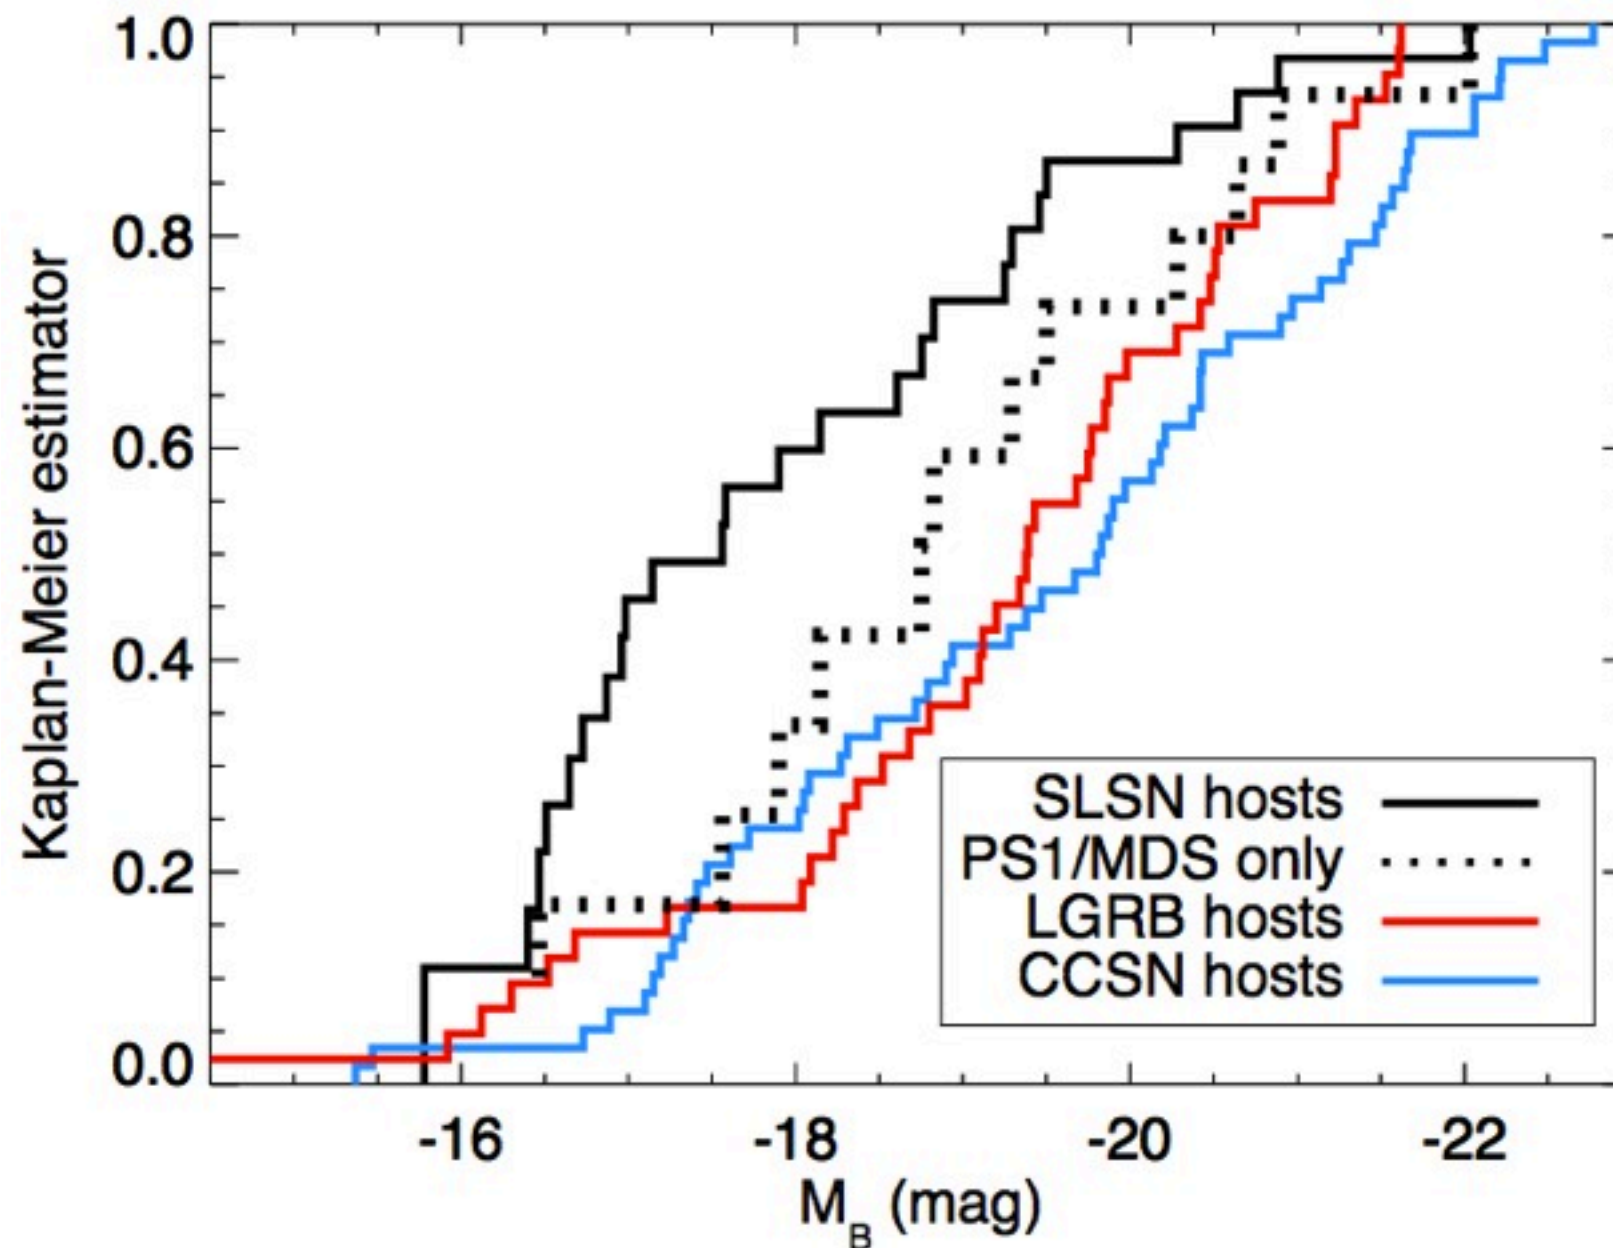 1.0
0.8
0.6
0.4
0.2
0.0
Kaplan-Meier estimator
SLSN hosts
PS1/MDS only
LGRB hosts
CCSN hosts
-16 -18 -20 -22
M_B (mag)